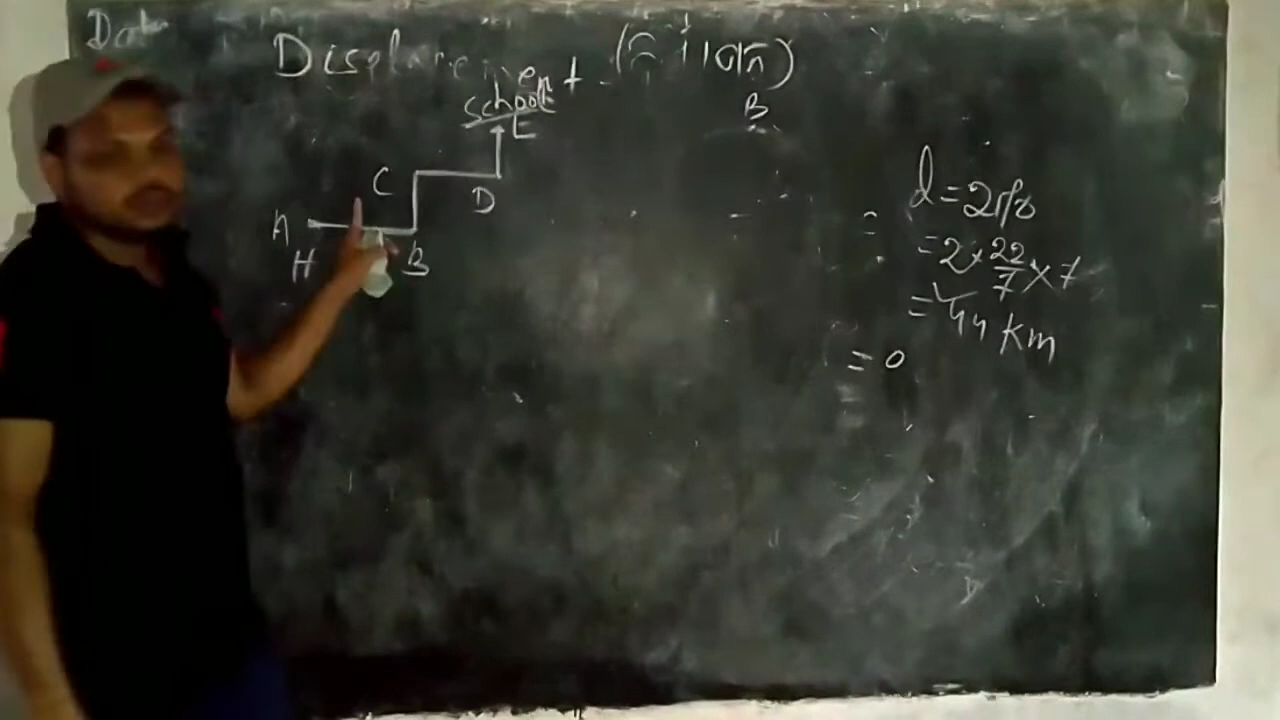 Displacement
School
E
B
C
D
A
H
B
d = 2πr
= 2 × 22/7 × 7
= 44 Km
= 0